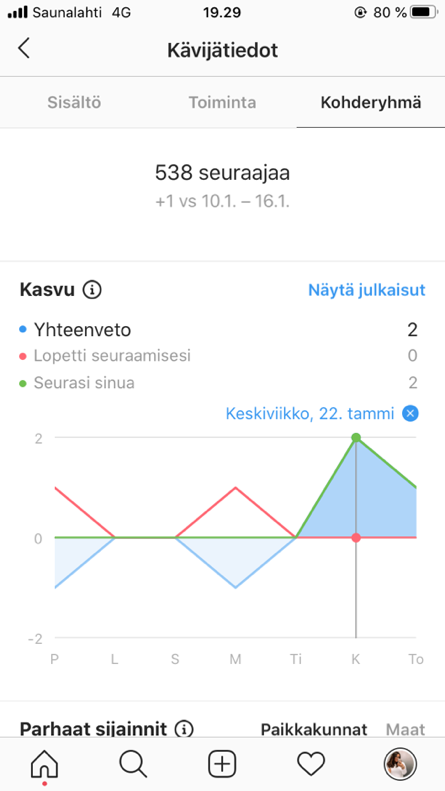 Saunalahti 4G 19.29 80 %
Kävijätiedot
Sisältö Toiminta Kohderyhmä
538 seuraajaa
+1 vs 10.1. – 16.1.
Kasvu Näytä julkaisut
Yhteenveto 2
Lopetti seuraamisesi 0
Seurasi sinua 2
Keskiviikko, 22. tammi
2
0
-2
P L S M Ti K To
Parhaat sijainnit Paikkakunnat Maat